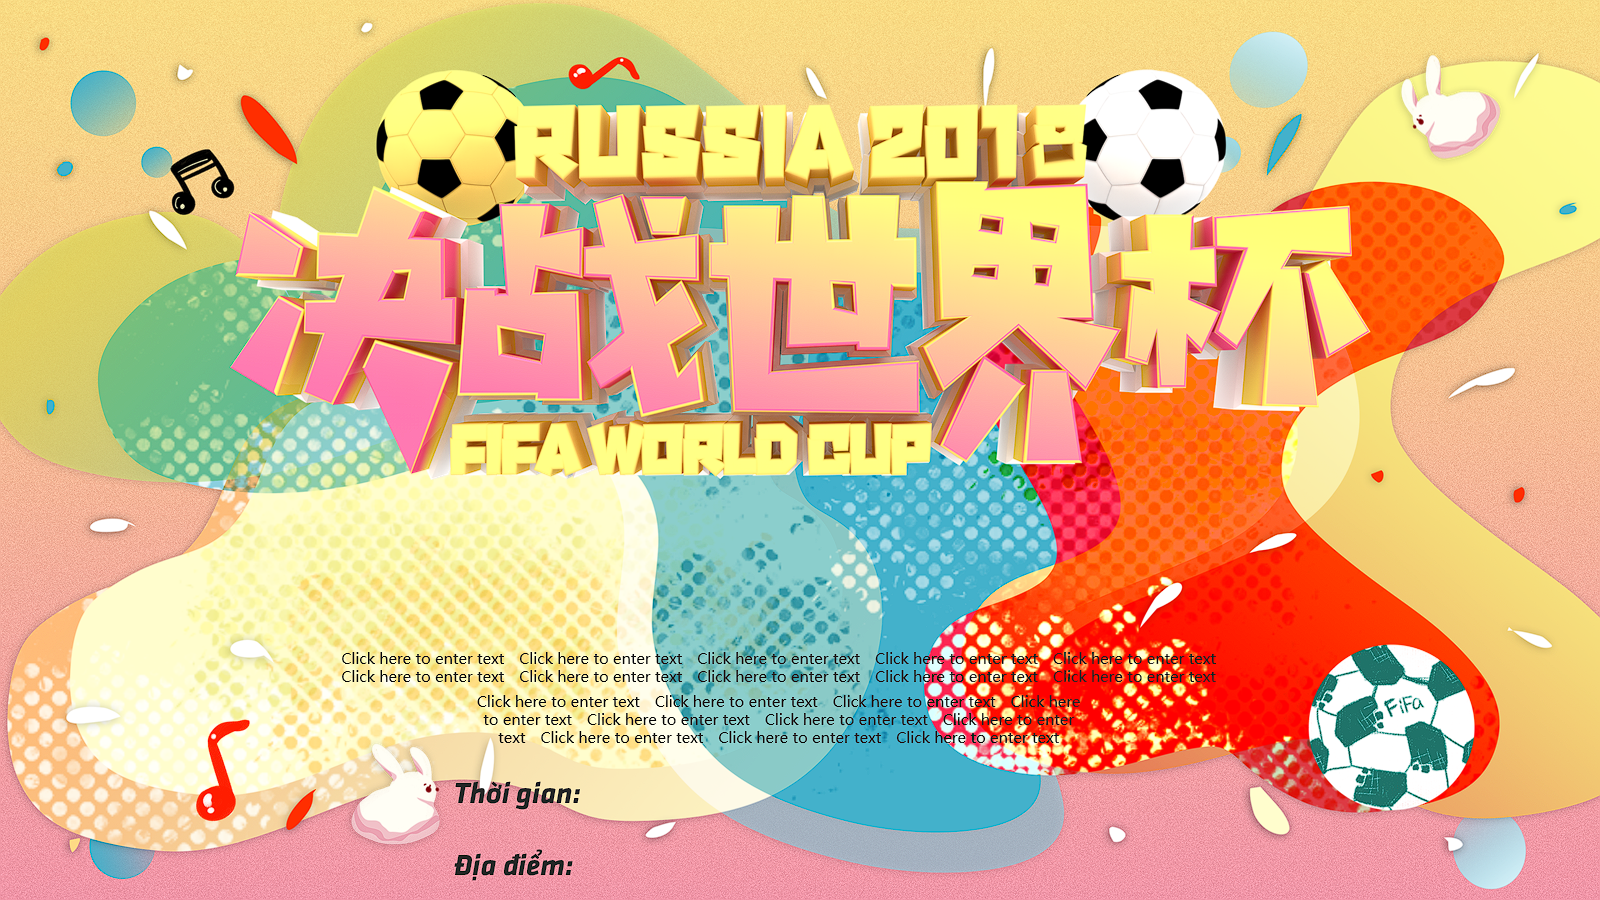 RUSSIA 2018
决战世界杯
FIFA WORLD CUP
Click here to enter text Click here to enter text Click here to enter text Click here to enter text Click here to enter text
Click here to enter text Click here to enter text Click here to enter text Click here to enter text Click here to enter text
Click here to enter text Click here to enter text Click here to enter text Click here
to enter text Click here to enter text Click here to enter text Click here to enter
text Click here to enter text Click here to enter text Click here to enter text
FiFa
Thời gian:
Địa điểm: